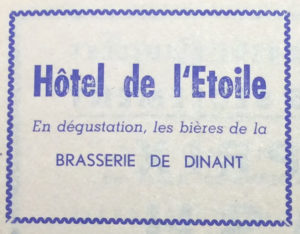 Hôtel de l'Etoile
En dégustation, les bières de la
BRASSERIE DE DINANT